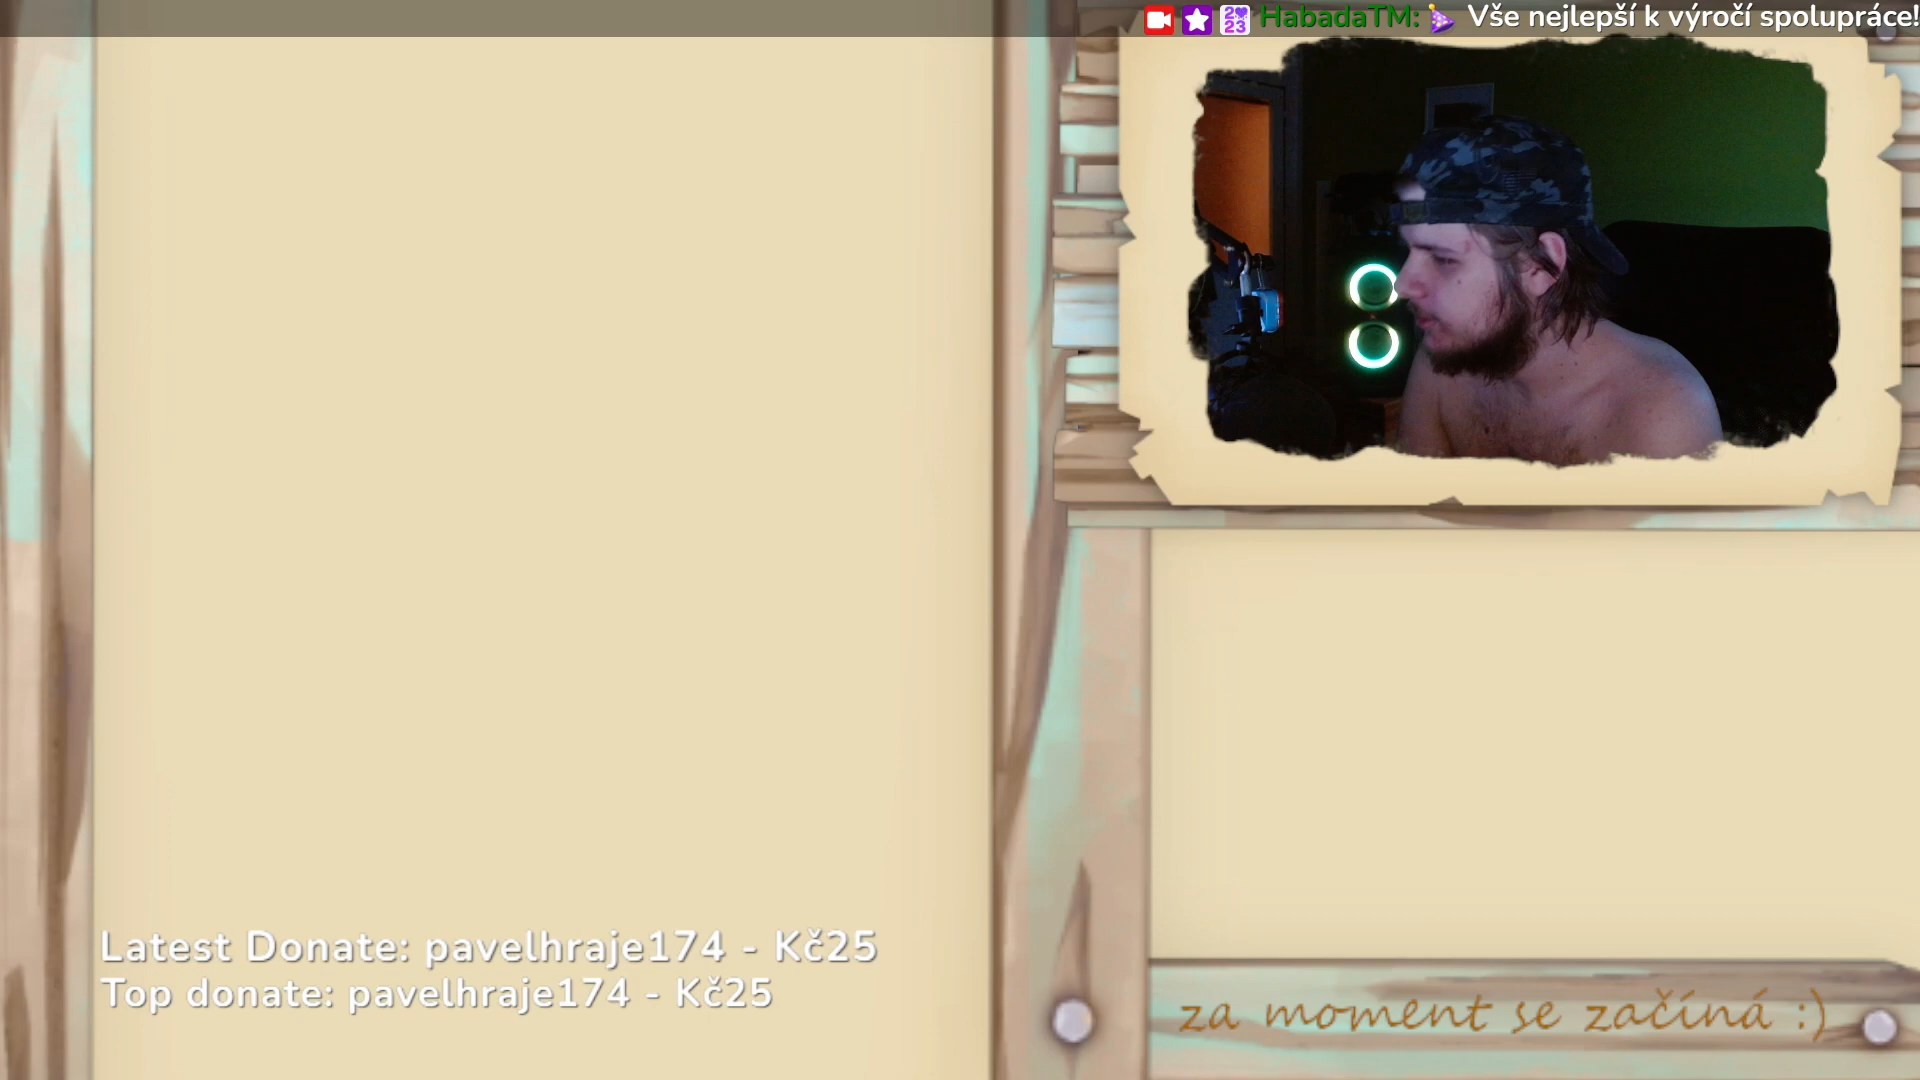 HabadaTM: Vše nejlepší k výročí spolupráce!
Latest Donate: pavelhraje174 - Kč25
Top donate: pavelhraje174 - Kč25
za moment se začíná :)